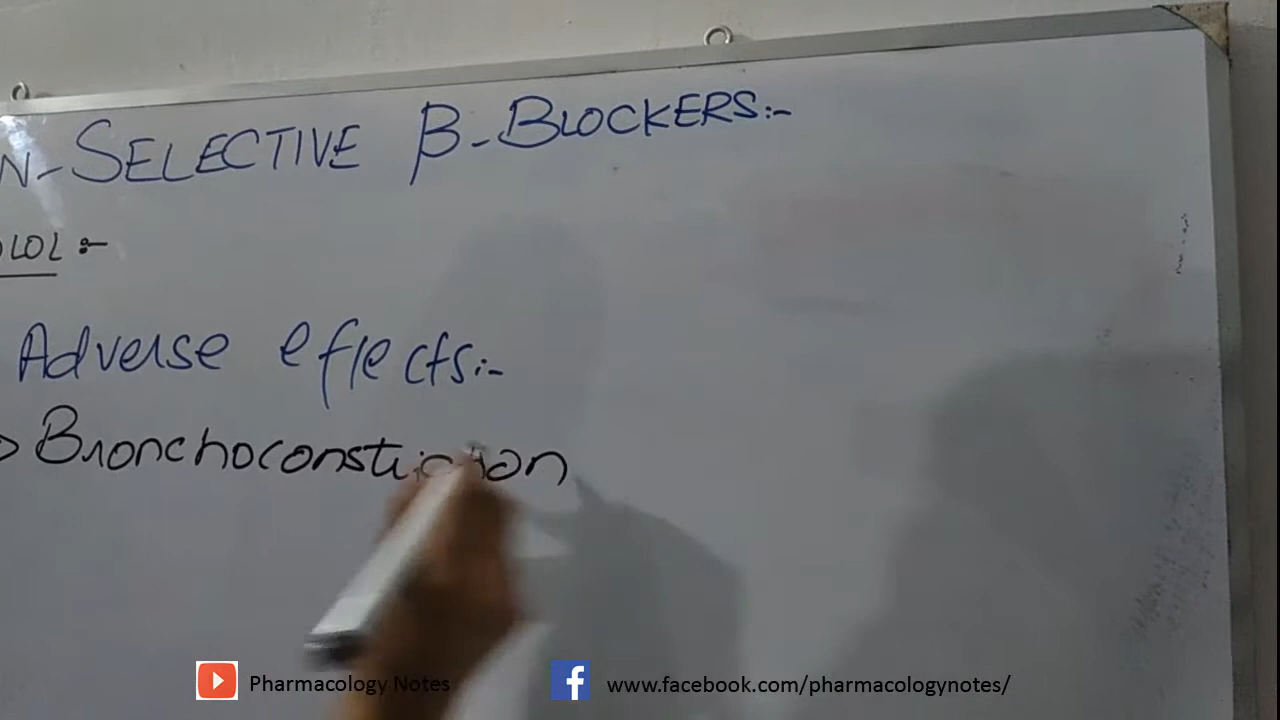 N-SELECTIVE β-BLOCKERS:-
OLOL :-
Adverse effects:-
> Bronchoconstriction
Pharmacology Notes
www.facebook.com/pharmacologynotes/